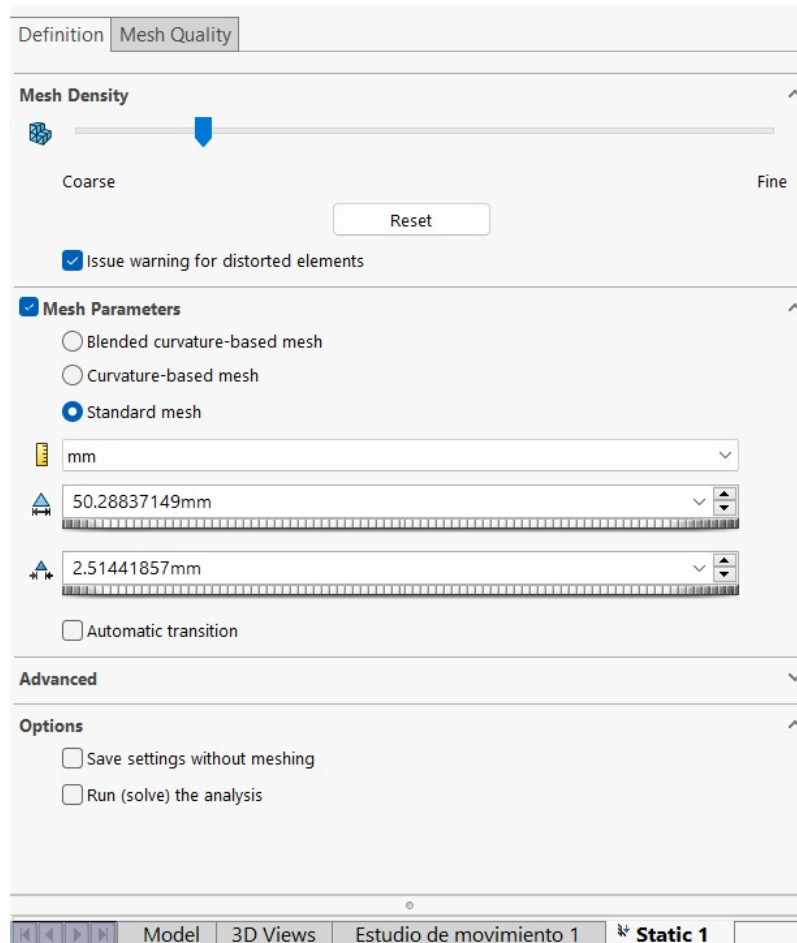 Definition Mesh Quality
Mesh Density
Coarse Fine
Reset
Issue warning for distorted elements
Mesh Parameters
Blended curvature-based mesh
Curvature-based mesh
Standard mesh
mm
50.28837149mm
2.51441857mm
Automatic transition
Advanced
Options
Save settings without meshing
Run (solve) the analysis
Model 3D Views Estudio de movimiento 1 Static 1